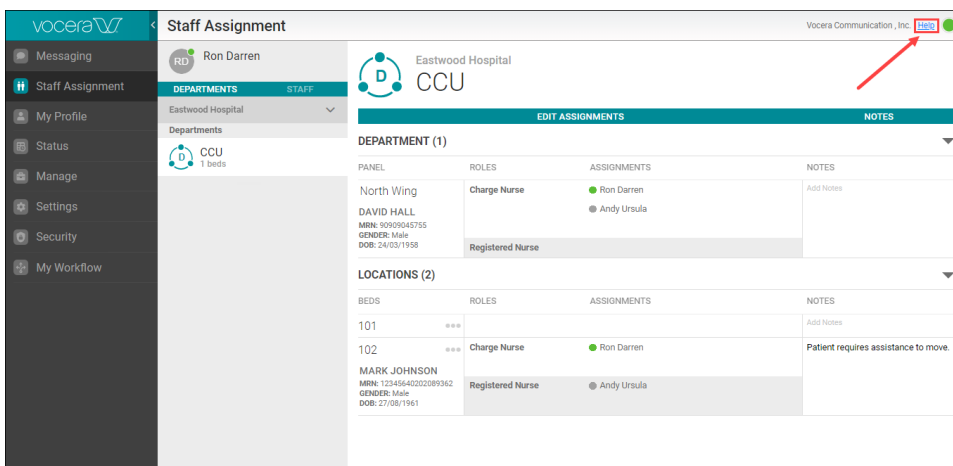 vocera
Staff Assignment
Vocera Communication , Inc. Help
Messaging
Staff Assignment
My Profile
Status
Manage
Settings
Security
My Workflow
RD
Ron Darren
DEPARTMENTS STAFF
Eastwood Hospital
Departments
D
CCU
1 beds
D
Eastwood Hospital
CCU
EDIT ASSIGNMENTS NOTES
DEPARTMENT (1)
PANEL ROLES ASSIGNMENTS NOTES
North Wing Charge Nurse Ron Darren Add Notes
Andy Ursula
DAVID HALL
MRN: 90909045755
GENDER: Male
DOB: 24/03/1958
Registered Nurse
LOCATIONS (2)
BEDS ROLES ASSIGNMENTS NOTES
101 Add Notes
102 Charge Nurse Ron Darren Patient requires assistance to move.
MARK JOHNSON
MRN: 12345640202089362
GENDER: Male
DOB: 27/08/1961
Registered Nurse Andy Ursula